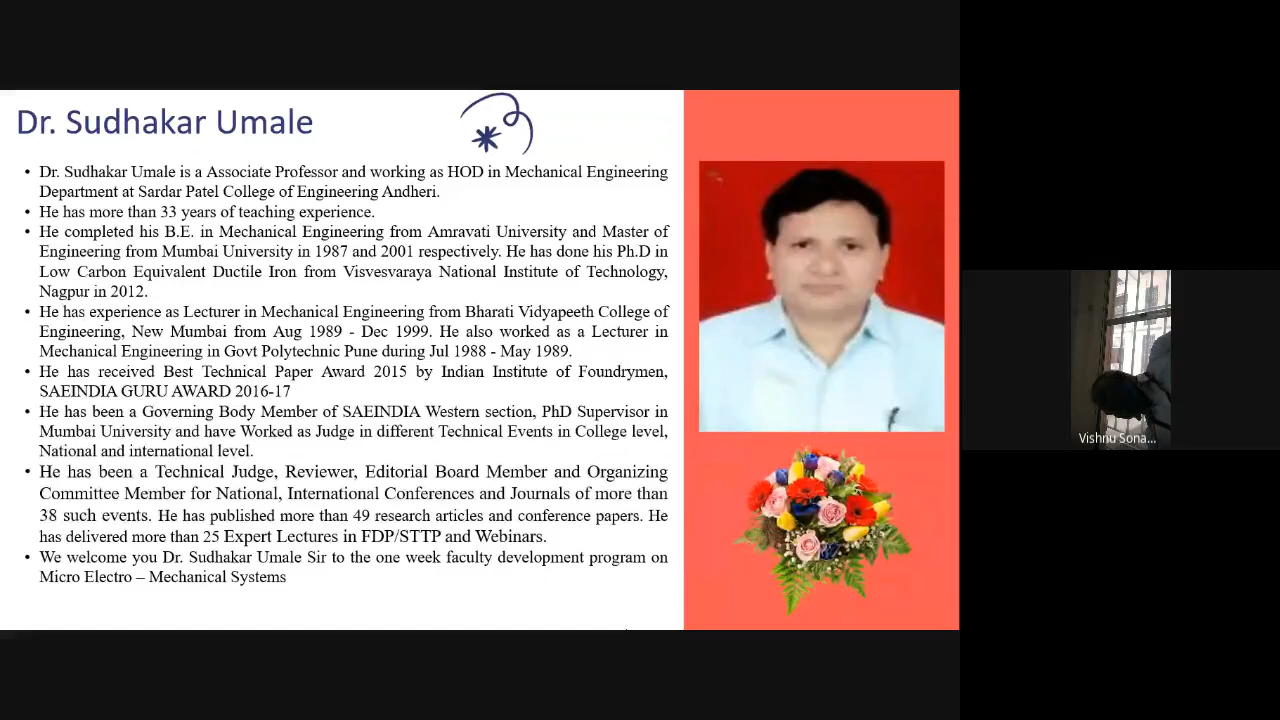 Dr. Sudhakar Umale
• Dr. Sudhakar Umale is a Associate Professor and working as HOD in Mechanical Engineering
Department at Sardar Patel College of Engineering Andheri.
• He has more than 33 years of teaching experience.
• He completed his B.E. in Mechanical Engineering from Amravati University and Master of
Engineering from Mumbai University in 1987 and 2001 respectively. He has done his Ph.D in
Low Carbon Equivalent Ductile Iron from Visvesvaraya National Institute of Technology,
Nagpur in 2012.
• He has experience as Lecturer in Mechanical Engineering from Bharati Vidyapeeth College of
Engineering, New Mumbai from Aug 1989 - Dec 1999. He also worked as a Lecturer in
Mechanical Engineering in Govt Polytechnic Pune during Jul 1988 - May 1989.
• He has received Best Technical Paper Award 2015 by Indian Institute of Foundrymen,
SAEINDIA GURU AWARD 2016-17
• He has been a Governing Body Member of SAEINDIA Western section, PhD Supervisor in
Mumbai University and have Worked as Judge in different Technical Events in College level,
National and international level.
• He has been a Technical Judge, Reviewer, Editorial Board Member and Organizing
Committee Member for National, International Conferences and Journals of more than
38 such events. He has published more than 49 research articles and conference papers. He
has delivered more than 25 Expert Lectures in FDP/STTP and Webinars.
• We welcome you Dr. Sudhakar Umale Sir to the one week faculty development program on
Micro Electro – Mechanical Systems
Vishnu Sona...